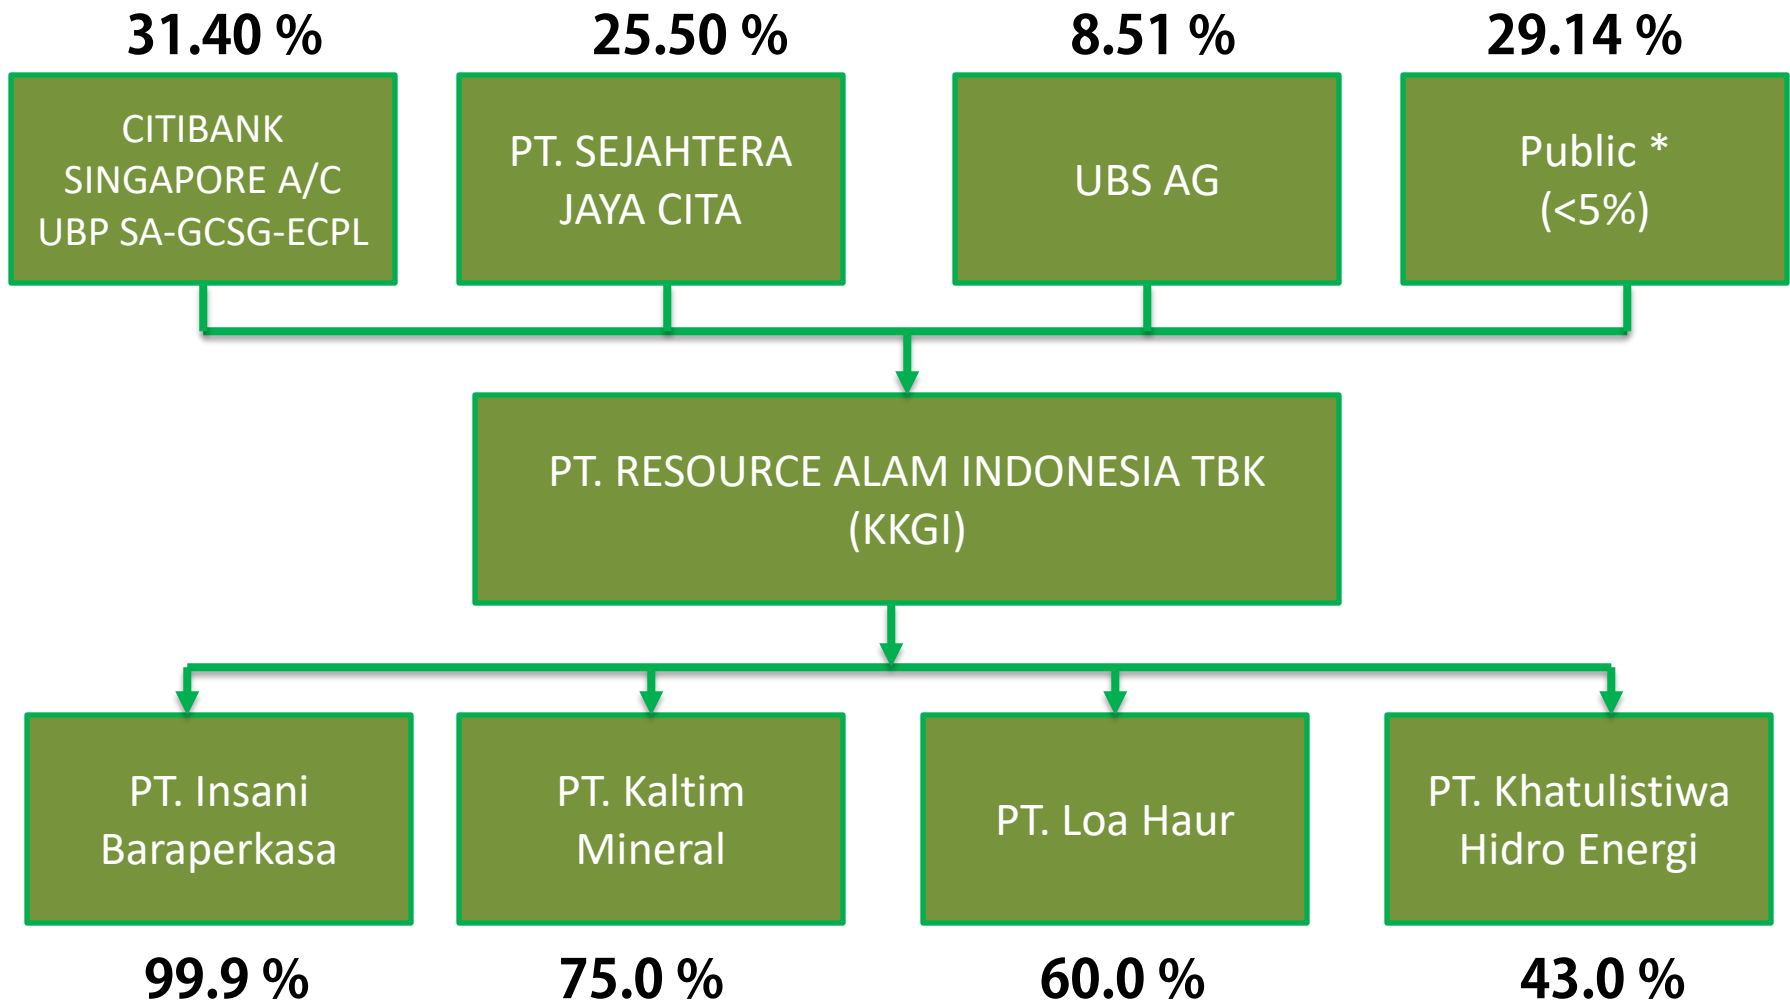 31.40 %
25.50 %
8.51 %
29.14 %
CITIBANK
SINGAPORE A/C
UBP SA-GCSG-ECPL
PT. SEJAHTERA
JAYA CITA
UBS AG
Public *
(<5%)
PT. RESOURCE ALAM INDONESIA TBK
(KKGI)
PT. Insani
Baraperkasa
PT. Kaltim
Mineral
PT. Loa Haur
PT. Khatulistiwa
Hidro Energi
99.9 %
75.0 %
60.0 %
43.0 %